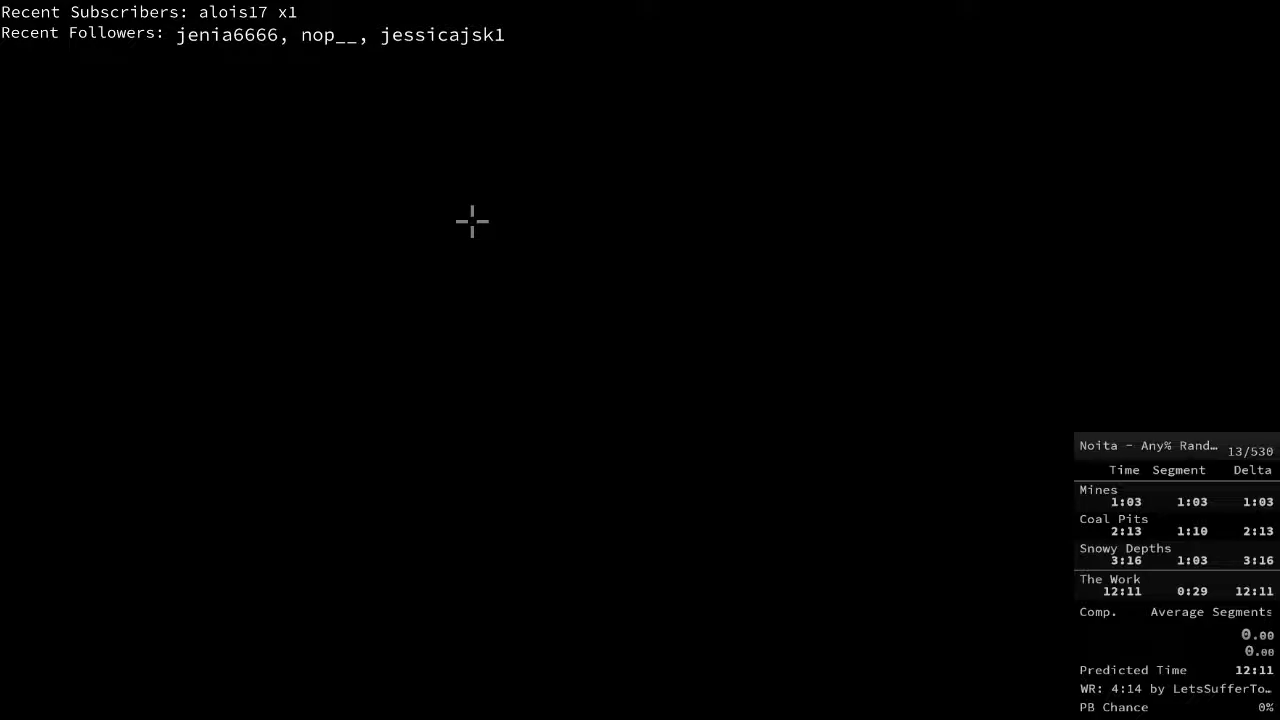 Recent Subscribers: alois17 x1
Recent Followers: jenia6666, nop__, jessicajsk1
Noita - Any% Rand… 13/530
Time Segment Delta
Mines
1:03 1:03 1:03
Coal Pits
2:13 1:10 2:13
Snowy Depths
3:16 1:03 3:16
The Work
12:11 0:29 12:11
Comp. Average Segments
0.00
0.00
Predicted Time 12:11
WR: 4:14 by LetsSufferTo…
PB Chance 0%